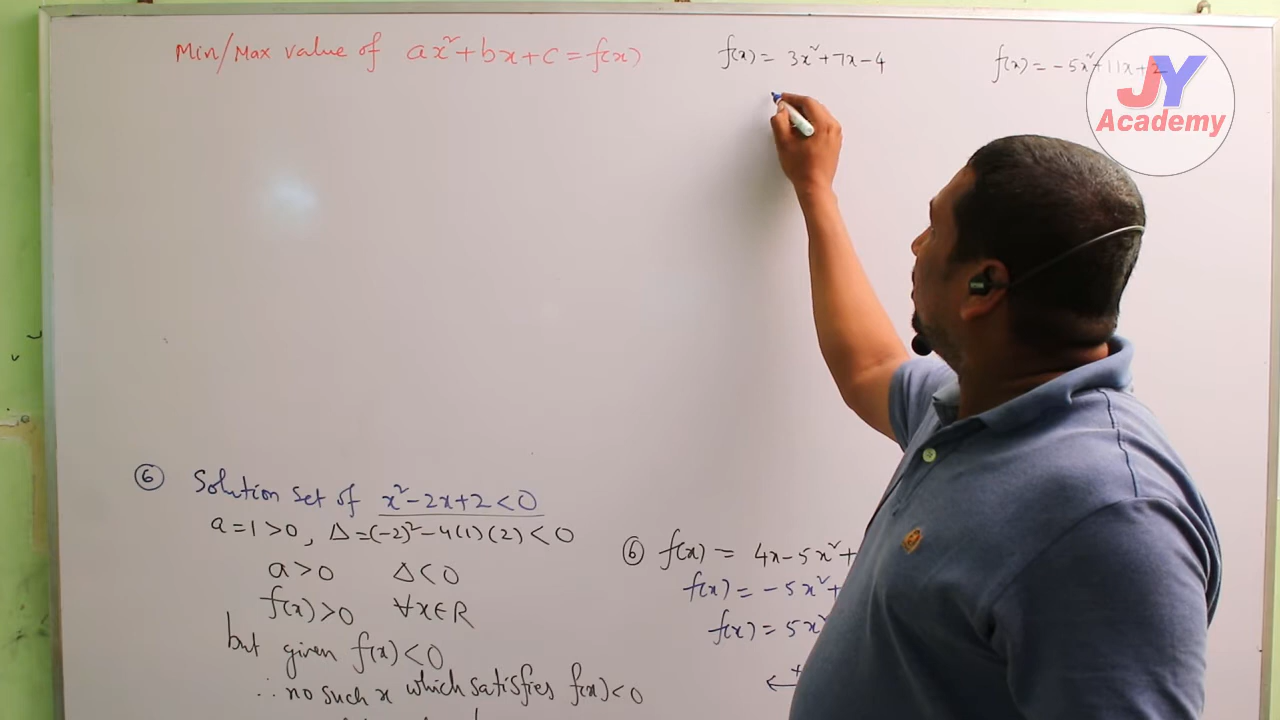 Min/Max value of ax²+bx+c=f(x)
f(x)= 3x²+7x-4
f(x)=-5x²+11x+2
JY
Academy
⑥ Solution set of x²-2x+2<0
a=1>0, Δ=(-2)²-4(1)(2)<0
a>0 Δ<0
f(x)>0 ∀x∈R
but given f(x)<0
∴ no such x which satisfies f(x)<0
⑥ f(x)= 4x-5x²+
f(x)= -5x²+
f(x)= 5x²